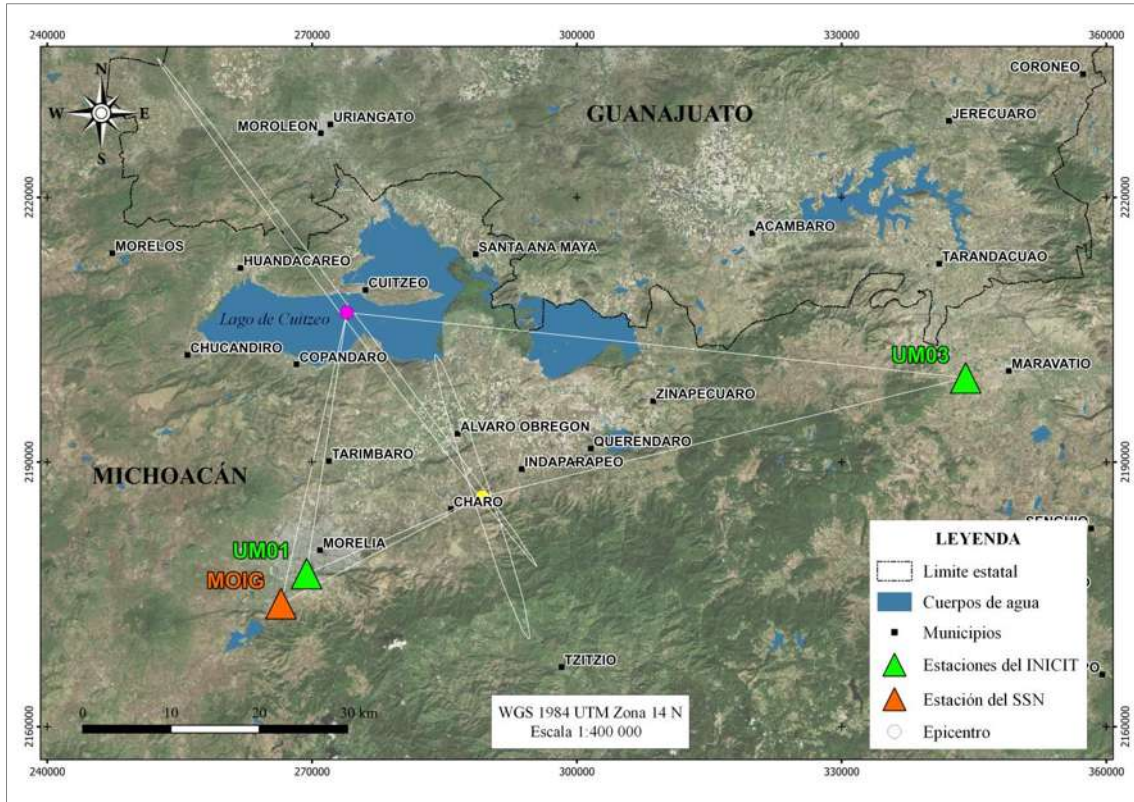 240000
270000
300000
330000
360000
N
W
E
S
CORONEO
GUANAJUATO
JERECUARO
URIANGATO
MOROLEON
2220000
2220000
ACAMBARO
MORELOS
SANTA ANA MAYA
HUANDACAREO
TARANDACUAO
CUITZEO
Lago de Cuitzeo
CHUCANDIRO
COPANDARO
UM03
MARAVATIO
ZINAPECUARO
ALVARO OBREGON
QUERENDARO
TARIMBARO
INDAPARAPEO
2190000
2190000
MICHOACÁN
CHARO
SENGHIO
MORELIA
UM01
MOIG
LEYENDA
Limite estatal
Cuerpos de agua
Municipios
Estaciones del INICIT
Estación del SSN
Epicentro
TZITZIO
PO
WGS 1984 UTM Zona 14 N
Escala 1:400 000
0
10
20
30 km
2160000
2160000
240000
270000
300000
330000
360000